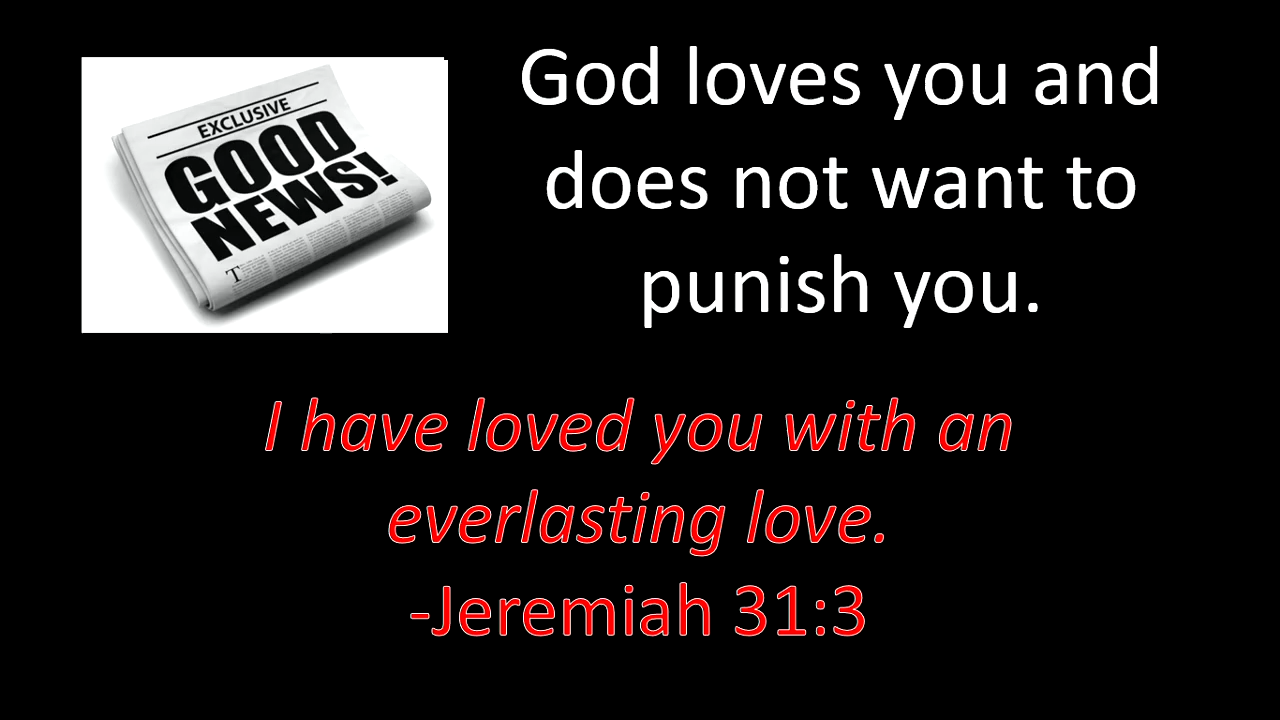 EXCLUSIVE
GOOD
NEWS!
T
God loves you and
does not want to
punish you.
I have loved you with an
everlasting love.
-Jeremiah 31:3